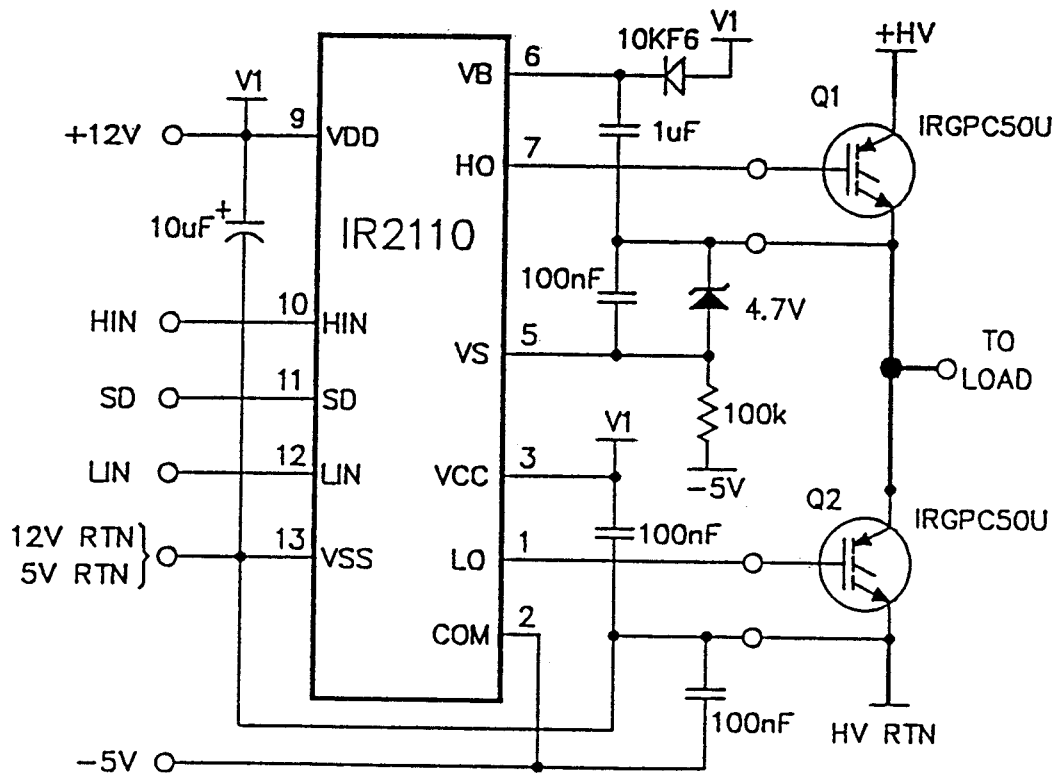 V1
+12V
9
VDD
10uF
+
IR2110
HIN
10
HIN
SD
11
SD
LIN
12
LIN
12V RTN
5V RTN
13
VSS
-5V
VB
6
10KF6
V1
1uF
HO
7
100nF
4.7V
VS
5
100k
-5V
V1
VCC
3
100nF
LO
1
COM
2
100nF
+HV
Q1
IRGPC50U
TO
LOAD
Q2
IRGPC50U
HV RTN